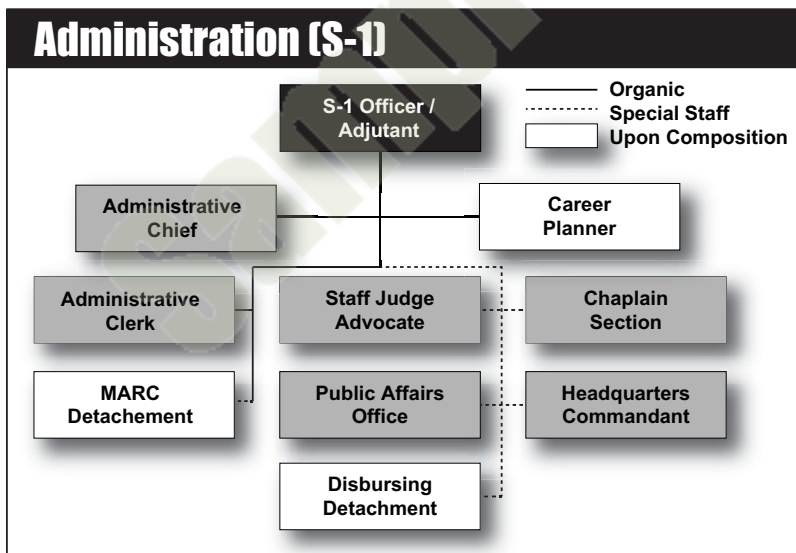 Administration (S-1)
S-1 Officer /
Adjutant
Organic
Special Staff
Upon Composition
Administrative
Chief
Career
Planner
Administrative
Clerk
Staff Judge
Advocate
Chaplain
Section
MARC
Detachement
Public Affairs
Office
Headquarters
Commandant
Disbursing
Detachment
Sample